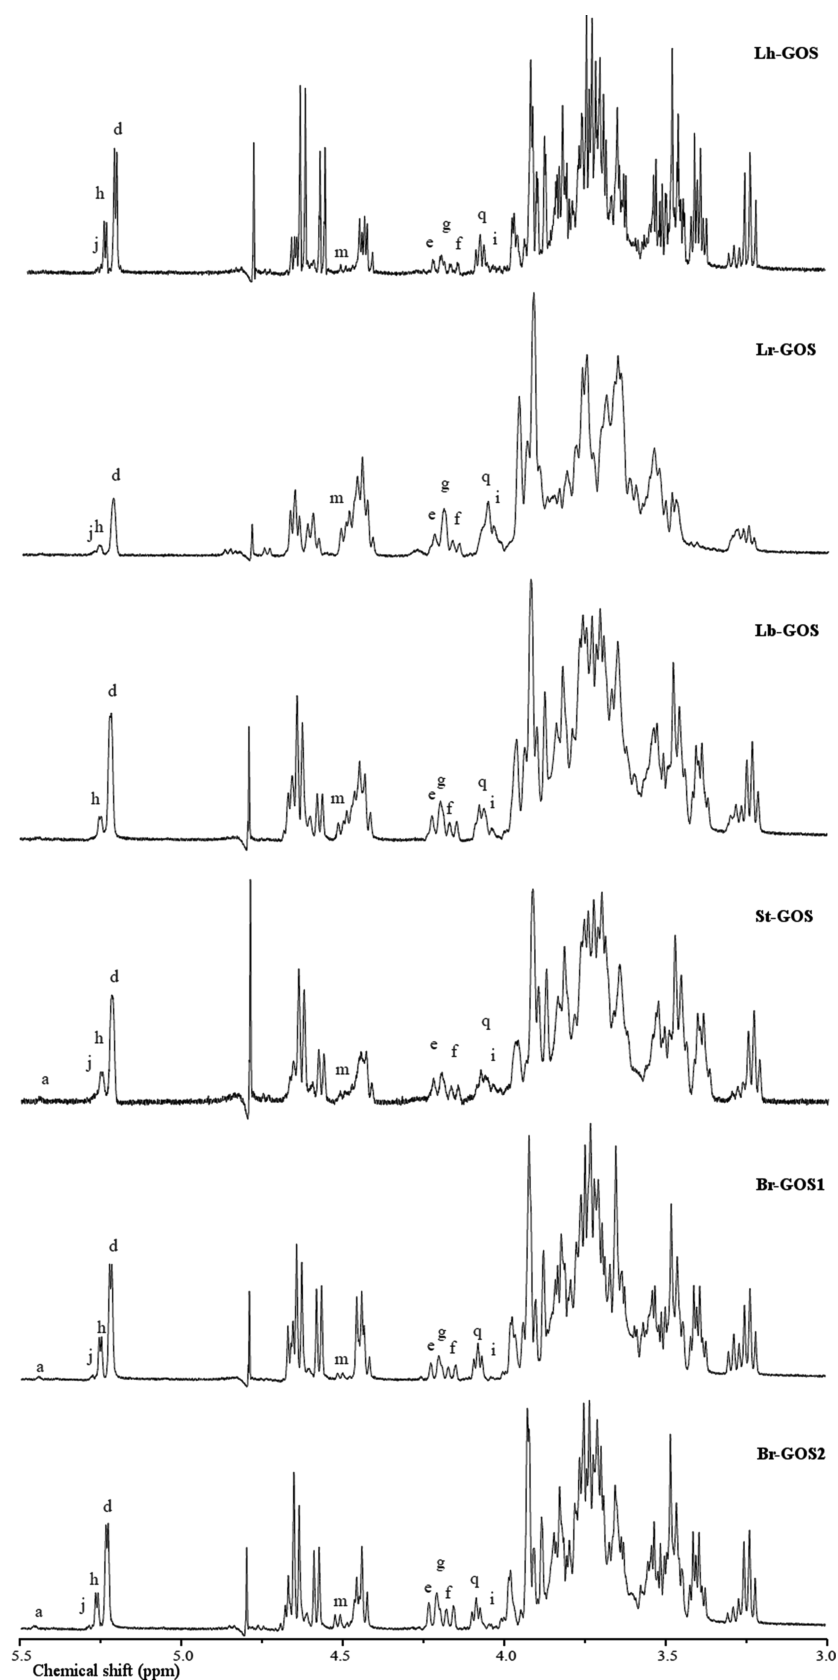 Lh-GOS
d
h
j
m
e
g
f
q
i
Lr-GOS
d
j
h
m
e
g
f
q
i
Lb-GOS
d
h
m
e
g
f
q
i
St-GOS
a
j
h
d
m
e
f
q
i
Br-GOS1
a
j
h
d
m
e
g
f
q
i
Br-GOS2
a
j
h
d
m
e
g
f
q
i
5.5 5.0 4.5 4.0 3.5 3.0
Chemical shift (ppm)